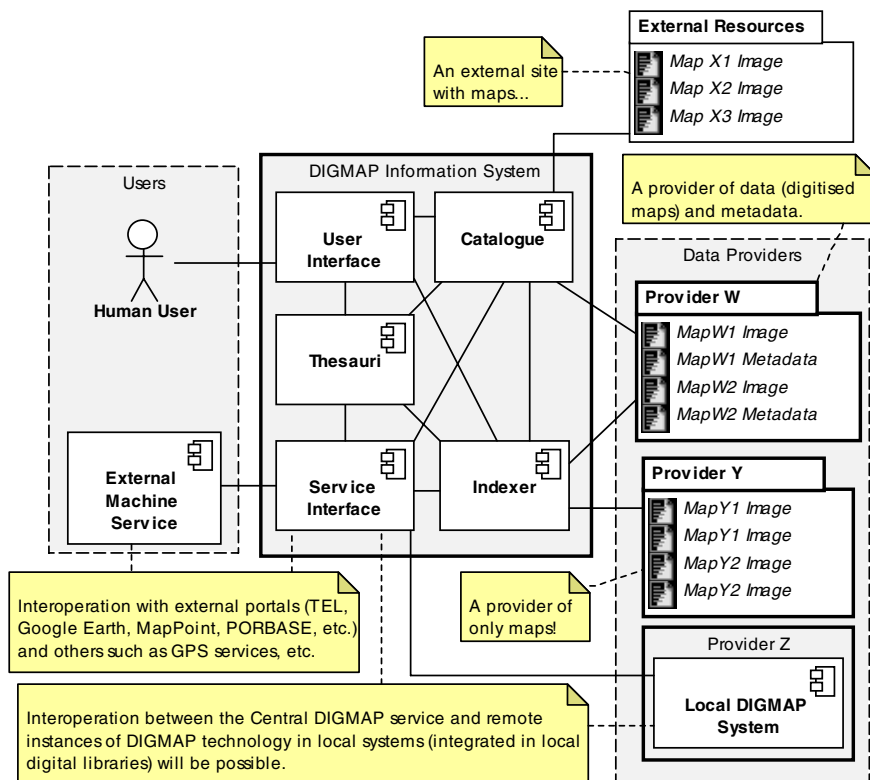 External Resources
Map X1 Image
Map X2 Image
Map X3 Image
An external site
with maps...
Users
Human User
External
Machine
Service
DIGMAP Information System
User
Interface
Catalogue
Thesauri
Service
Interface
Indexer
A provider of data (digitised
maps) and metadata.
Data Providers
Provider W
MapW1 Image
MapW1 Metadata
MapW2 Image
MapW2 Metadata
Provider Y
MapY1 Image
MapY1 Image
MapY2 Image
MapY2 Image
Provider Z
Local DIGMAP
System
Interoperation with external portals (TEL,
Google Earth, MapPoint, PORBASE, etc.)
and others such as GPS services, etc.
A provider of
only maps!
Interoperation between the Central DIGMAP service and remote
instances of DIGMAP technology in local systems (integrated in local
digital libraries) will be possible.